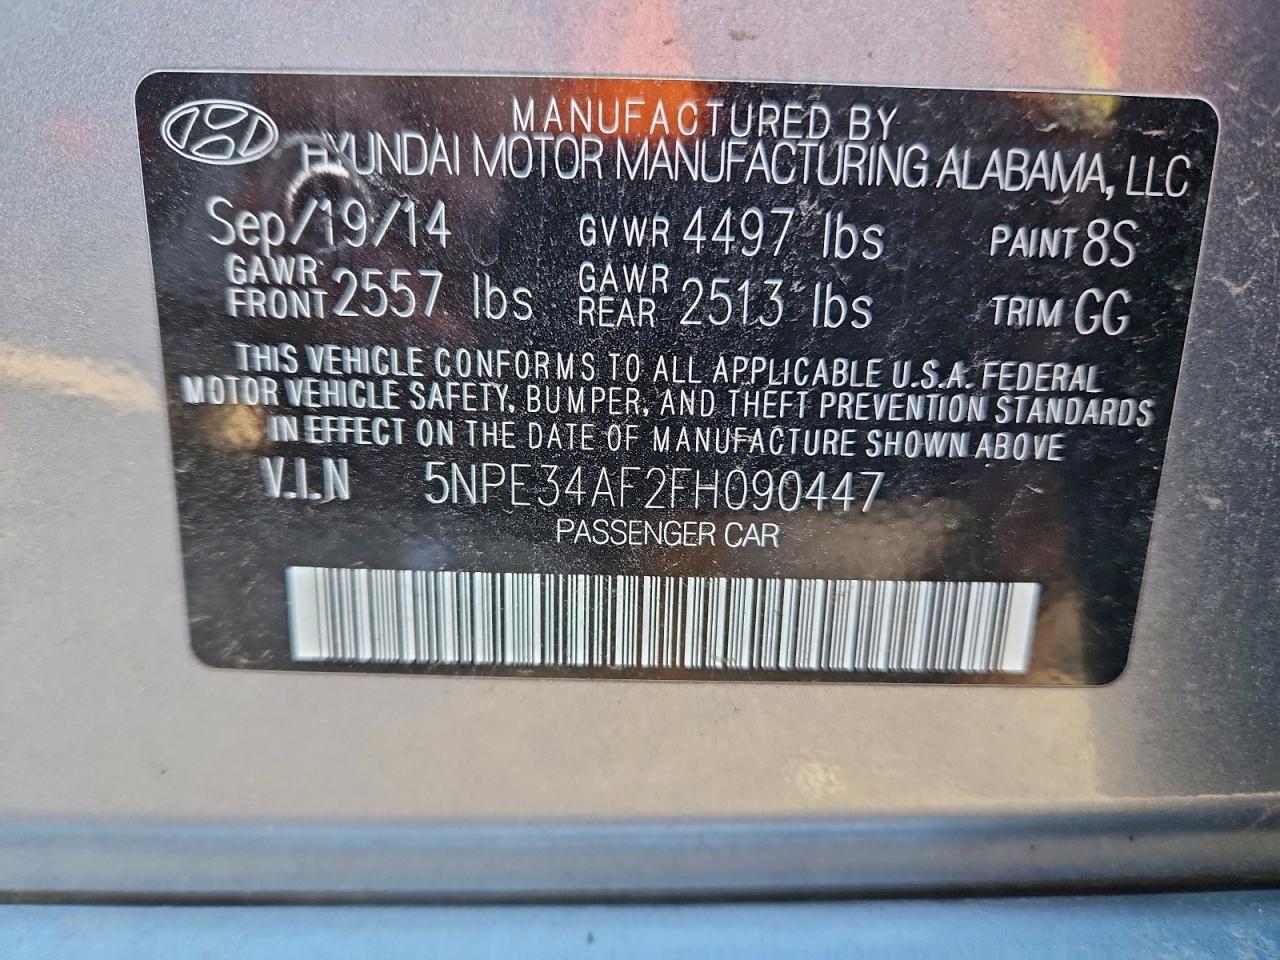 MANUFACTURED BY
HYUNDAI MOTOR MANUFACTURING ALABAMA, LLC
Sep/19/14 GVWR 4497 lbs PAINT 8S
GAWR FRONT 2557 lbs GAWR REAR 2513 lbs TRIM GG
THIS VEHICLE CONFORMS TO ALL APPLICABLE U.S.A. FEDERAL
MOTOR VEHICLE SAFETY, BUMPER, AND THEFT PREVENTION STANDARDS
IN EFFECT ON THE DATE OF MANUFACTURE SHOWN ABOVE
V.I.N 5NPE34AF2FH090447
PASSENGER CAR